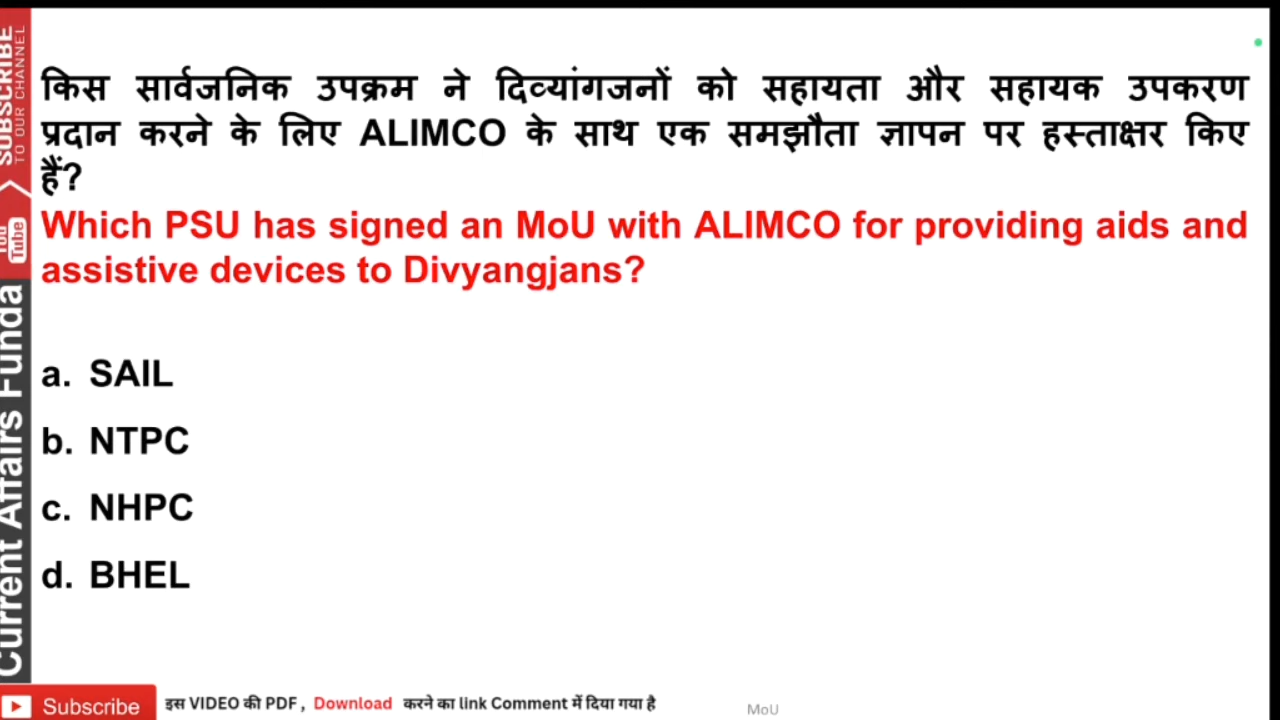 किस सार्वजनिक उपक्रम ने दिव्यांगजनों को सहायता और सहायक उपकरण
प्रदान करने के लिए ALIMCO के साथ एक समझौता ज्ञापन पर हस्ताक्षर किए
हैं?
Which PSU has signed an MoU with ALIMCO for providing aids and
assistive devices to Divyangjans?
a. SAIL
b. NTPC
c. NHPC
d. BHEL
SUBSCRIBE
TO OUR CHANNEL
You
Tube
Current Affairs Funda
Subscribe
इस VIDEO की PDF , Download करने का link Comment में दिया गया है
MoU